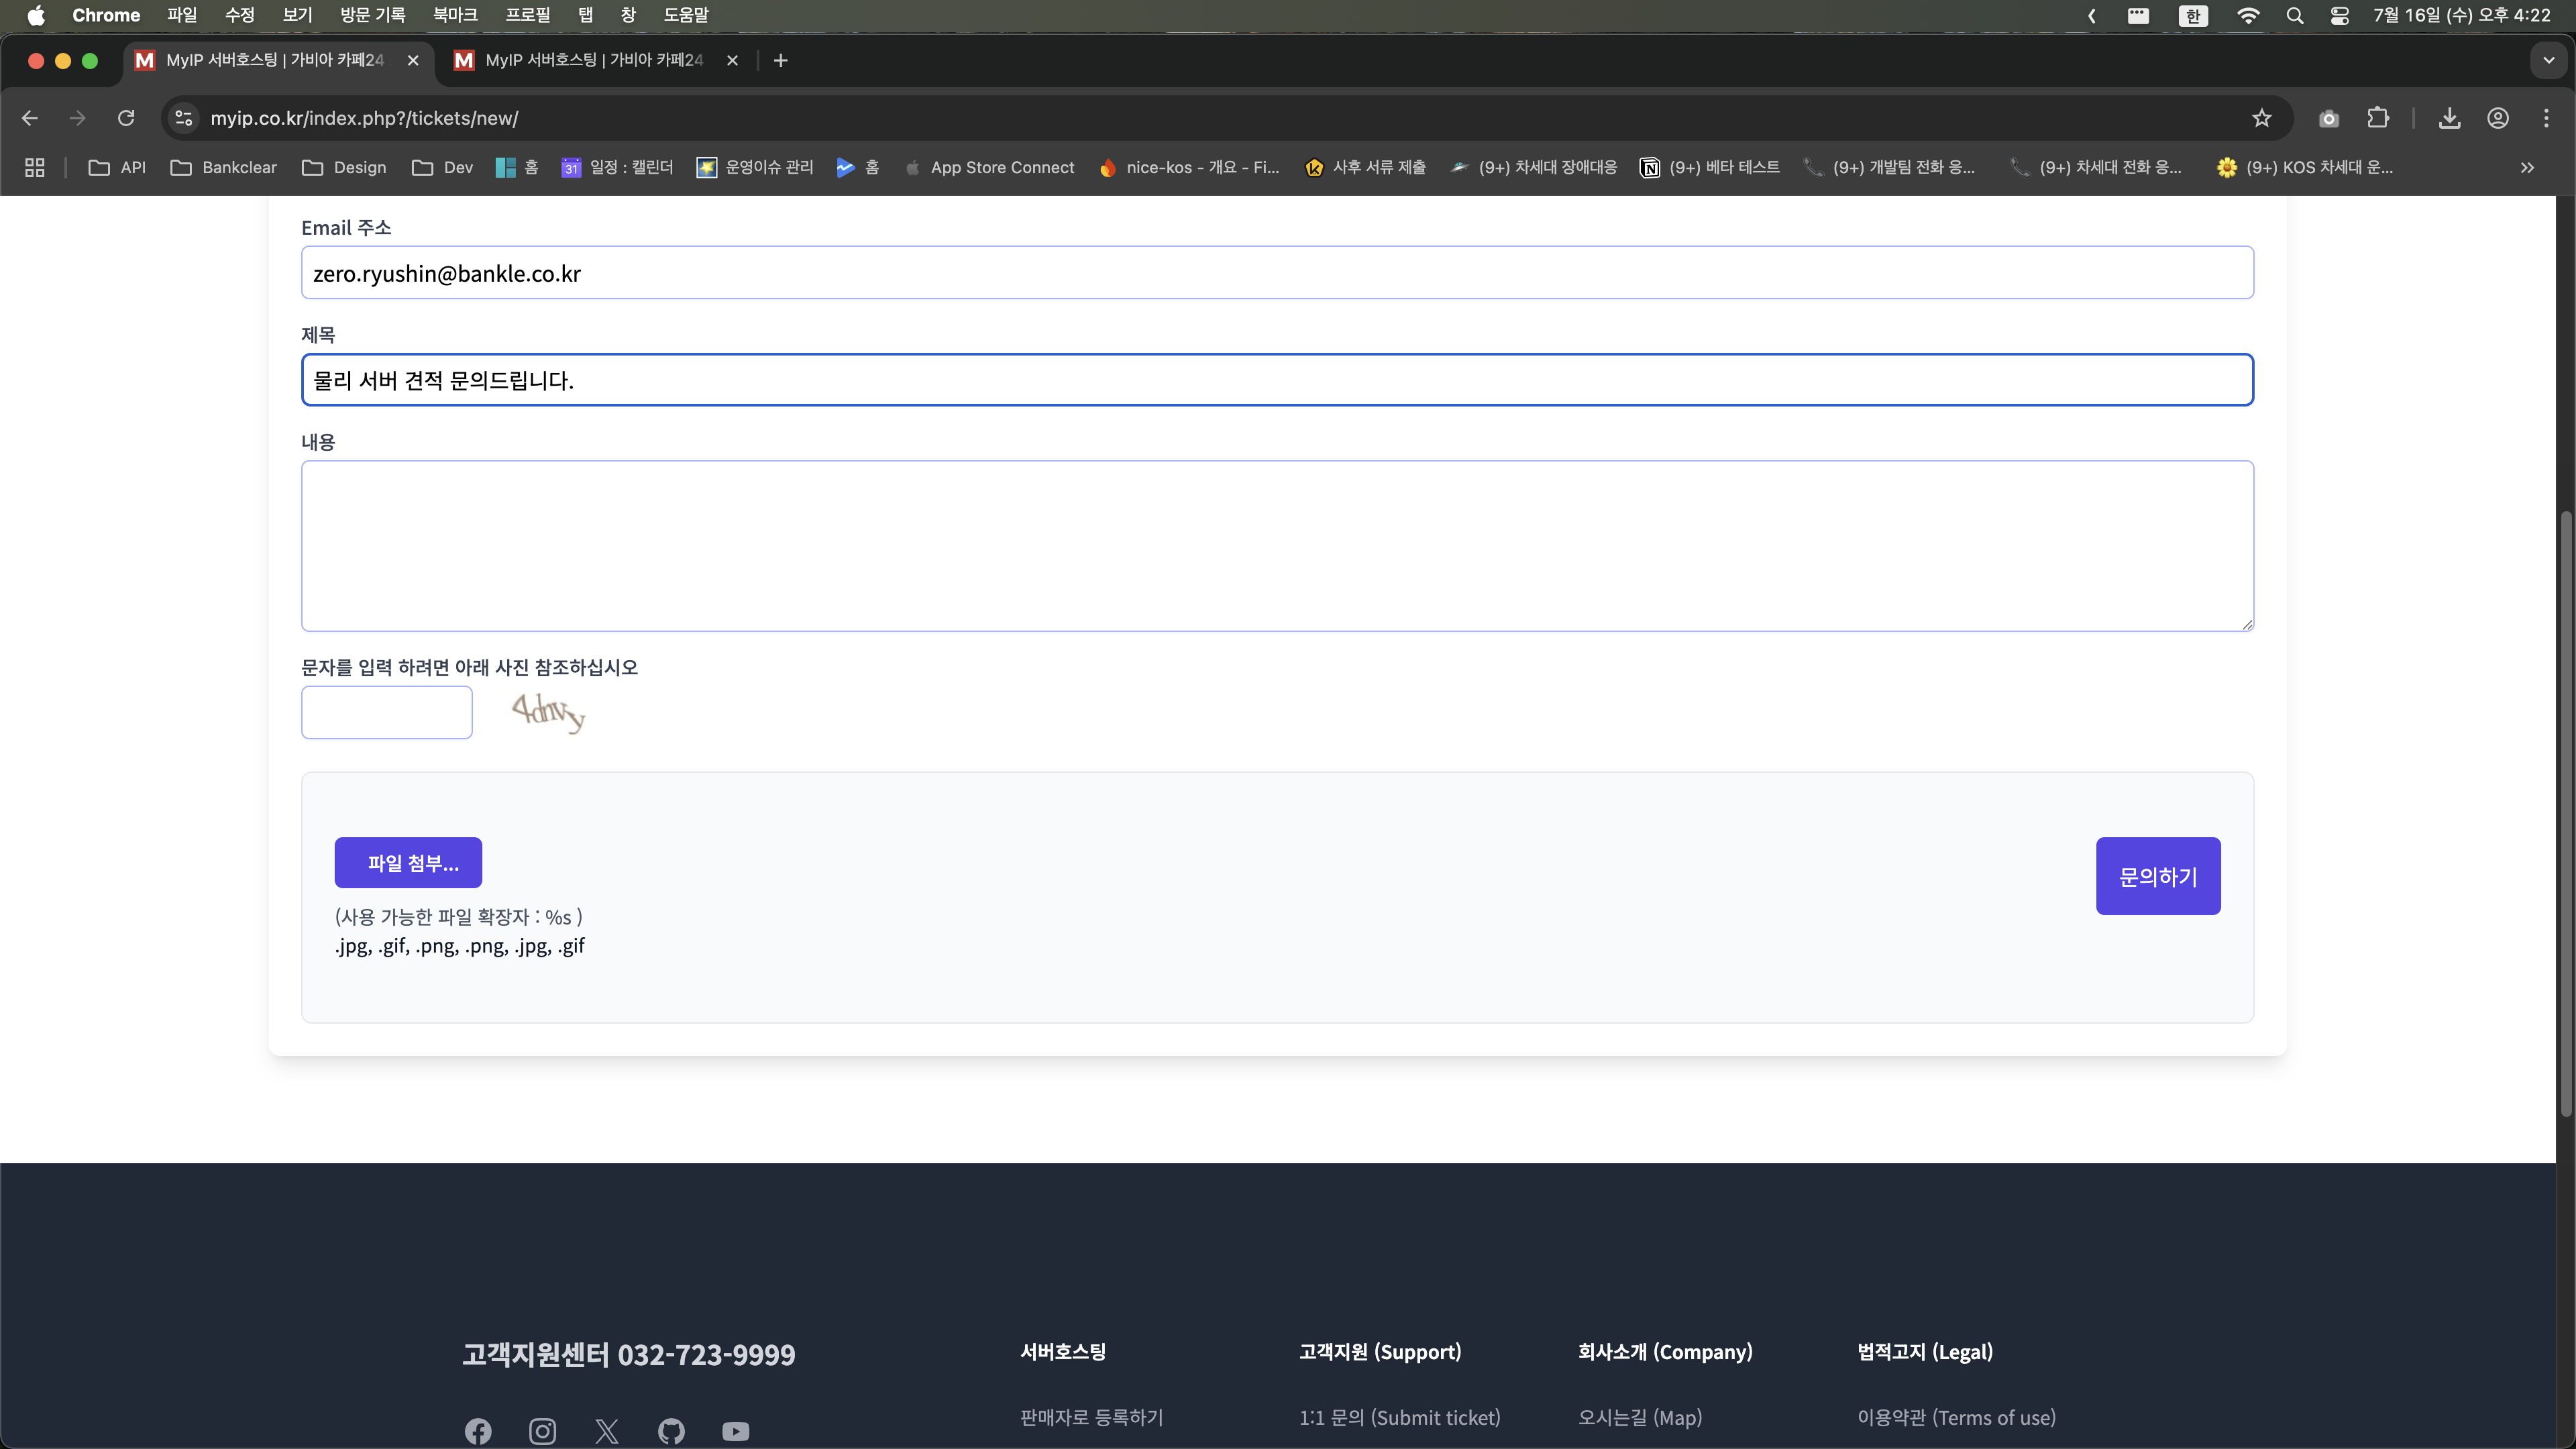 Chrome 파일 수정 보기 방문 기록 북마크 프로필 탭 창 도움말 한 7월 16일 (수) 오후 4:22
M MyIP 서버호스팅 | 가비아 카페24 M MyIP 서버호스팅 | 가비아 카페24
myip.co.kr/index.php?/tickets/new/
API Bankclear Design Dev 홈 31 일정 : 캘린더 운영이슈 관리 홈 App Store Connect nice-kos - 개요 - Fi... 사후 서류 제출 (9+) 차세대 장애대응 (9+) 베타 테스트 (9+) 개발팀 전화 응... (9+) 차세대 전화 응... (9+) KOS 차세대 운...
Email 주소
zero.ryushin@bankle.co.kr
제목
물리 서버 견적 문의드립니다.
내용
문자를 입력 하려면 아래 사진 참조하십시오
4dnvy
파일 첨부...
문의하기
(사용 가능한 파일 확장자 : %s )
.jpg, .gif, .png, .png, .jpg, .gif
고객지원센터 032-723-9999
서버호스팅 고객지원 (Support) 회사소개 (Company) 법적고지 (Legal)
판매자로 등록하기 1:1 문의 (Submit ticket) 오시는길 (Map) 이용약관 (Terms of use)